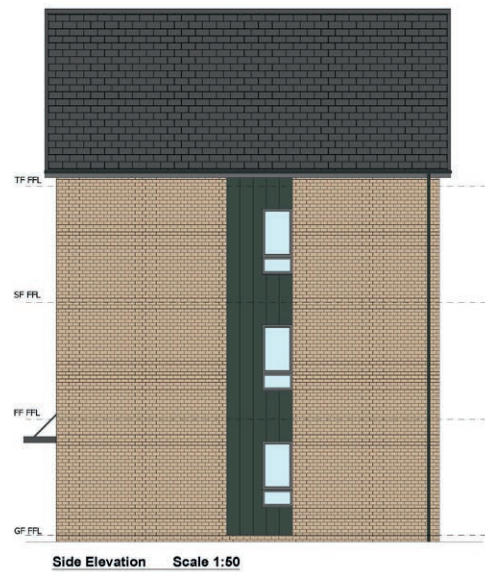 TF FFL
SF FFL
FF FFL
GF FFL
Side Elevation Scale 1:50